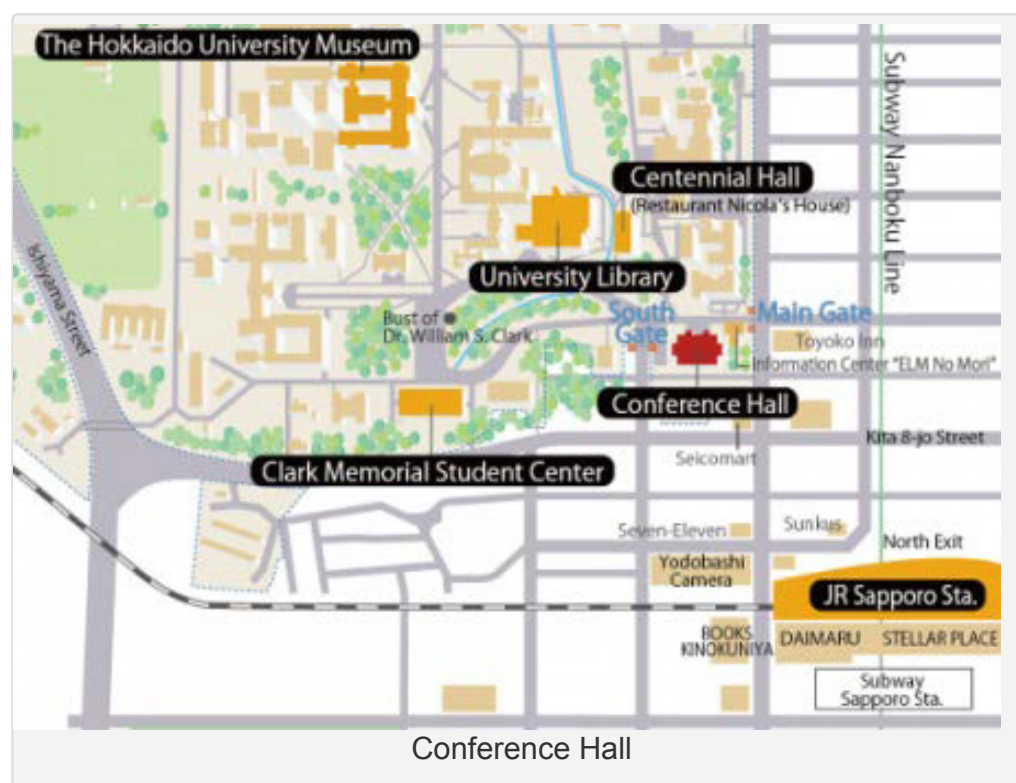 The Hokkaido University Museum
Subway Nanboku Line
Centennial Hall
(Restaurant Nicola's House)
University Library
Ishiyama Street
Bust of
Dr. William S. Clark
South
Gate
Main Gate
Toyoko Inn
Information Center "ELM No Mori"
Conference Hall
Kita 8-jo Street
Seicomart
Clark Memorial Student Center
Seven-Eleven
Sunkus
North Exit
Yodobashi
Camera
JR Sapporo Sta.
BOOKS
KINOKUNIYA
DAIMARU
STELLAR PLACE
Subway
Sapporo Sta.
Conference Hall